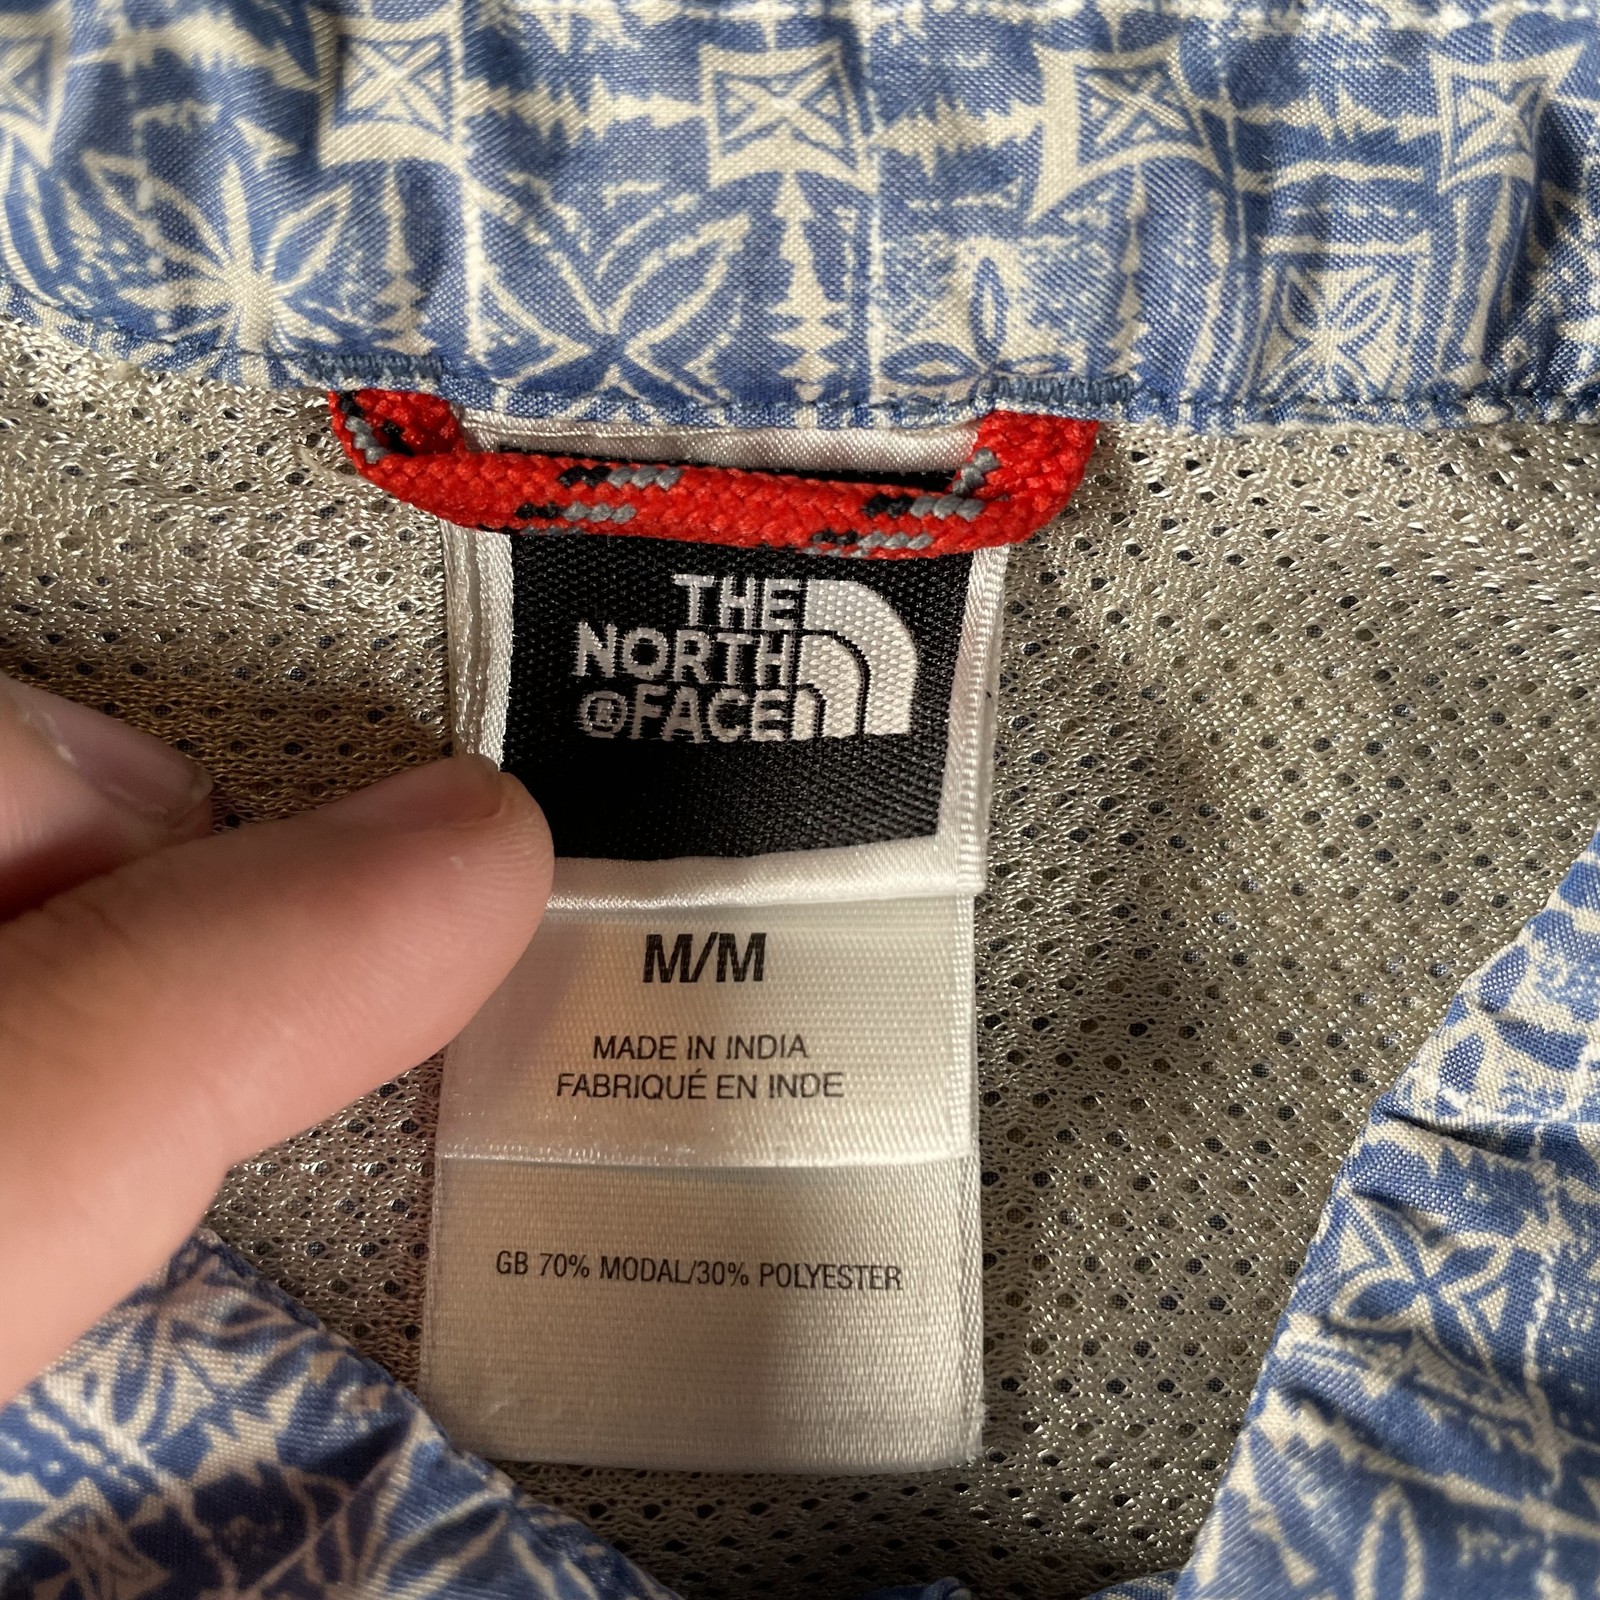 THE
NORTH
®FACE
M/M
MADE IN INDIA
FABRIQUÉ EN INDE
GB 70% MODAL/30% POLYESTER